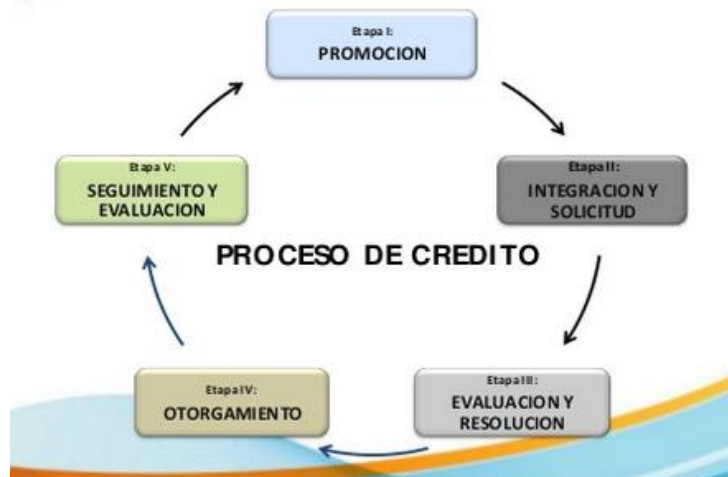 Etapa I:
PROMOCION
Etapa II:
INTEGRACION Y
SOLICITUD
Etapa III:
EVALUACION Y
RESOLUCION
Etapa IV:
OTORGAMIENTO
Etapa V:
SEGUIMIENTO Y
EVALUACION
PROCESO DE CREDITO